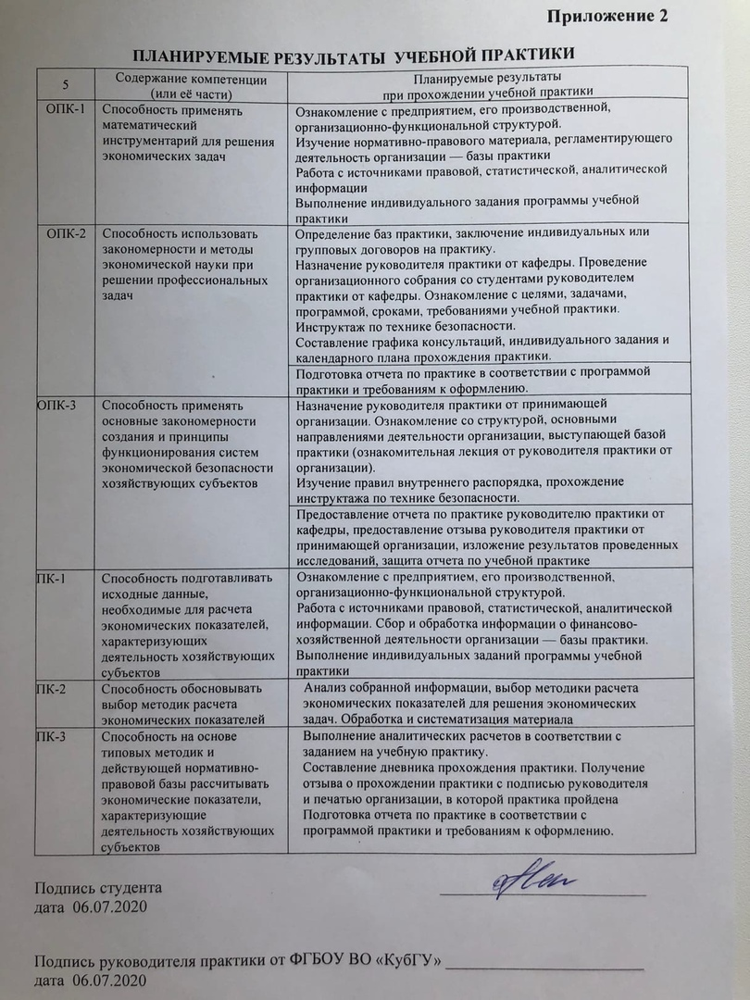 Приложение 2
ПЛАНИРУЕМЫЕ РЕЗУЛЬТАТЫ УЧЕБНОЙ ПРАКТИКИ
5
Содержание компетенции
(или её части)
Планируемые результаты
при прохождении учебной практики
ОПК-1
Способность применять
математический
инструментарий для решения
экономических задач
Ознакомление с предприятием, его производственной,
организационно-функциональной структурой.
Изучение нормативно-правового материала, регламентирующего
деятельность организации — базы практики
Работа с источниками правовой, статистической, аналитической
информации
Выполнение индивидуального задания программы учебной
практики
ОПК-2
Способность использовать
закономерности и методы
экономической науки при
решении профессиональных
задач
Определение баз практики, заключение индивидуальных или
групповых договоров на практику.
Назначение руководителя практики от кафедры. Проведение
организационного собрания со студентами руководителем
практики от кафедры. Ознакомление с целями, задачами,
программой, сроками, требованиями учебной практики.
Инструктаж по технике безопасности.
Составление графика консультаций, индивидуального задания и
календарного плана прохождения практики.
Подготовка отчета по практике в соответствии с программой
практики и требованиям к оформлению.
ОПК-3
Способность применять
основные закономерности
создания и принципы
функционирования систем
экономической безопасности
хозяйствующих субъектов
Назначение руководителя практики от принимающей
организации. Ознакомление со структурой, основными
направлениями деятельности организации, выступающей базой
практики (ознакомительная лекция от руководителя практики от
организации).
Изучение правил внутреннего распорядка, прохождение
инструктажа по технике безопасности.
Предоставление отчета по практике руководителю практики от
кафедры, предоставление отзыва руководителя практики от
принимающей организации, изложение результатов проведенных
исследований, защита отчета по учебной практике
ПК-1
Способность подготавливать
исходные данные,
необходимые для расчета
экономических показателей,
характеризующих
деятельность хозяйствующих
субъектов
Ознакомление с предприятием, его производственной,
организационно-функциональной структурой.
Работа с источниками правовой, статистической, аналитической
информации. Сбор и обработка информации о финансово-
хозяйственной деятельности организации — базы практики.
Выполнение индивидуальных заданий программы учебной
практики
ПК-2
Способность обосновывать
выбор методик расчета
экономических показателей
Анализ собранной информации, выбор методики расчета
экономических показателей для решения экономических
задач. Обработка и систематизация материала
ПК-3
Способность на основе
типовых методик и
действующей нормативно-
правовой базы рассчитывать
экономические показатели,
характеризующие
деятельность хозяйствующих
субъектов
Выполнение аналитических расчетов в соответствии с
заданием на учебную практику.
Составление дневника прохождения практики. Получение
отзыва о прохождении практики с подписью руководителя
и печатью организации, в которой практика пройдена
Подготовка отчета по практике в соответствии с
программой практики и требованиям к оформлению.
Подпись студента
дата 06.07.2020
Подпись руководителя практики от ФГБОУ ВО «КубГУ»
дата 06.07.2020